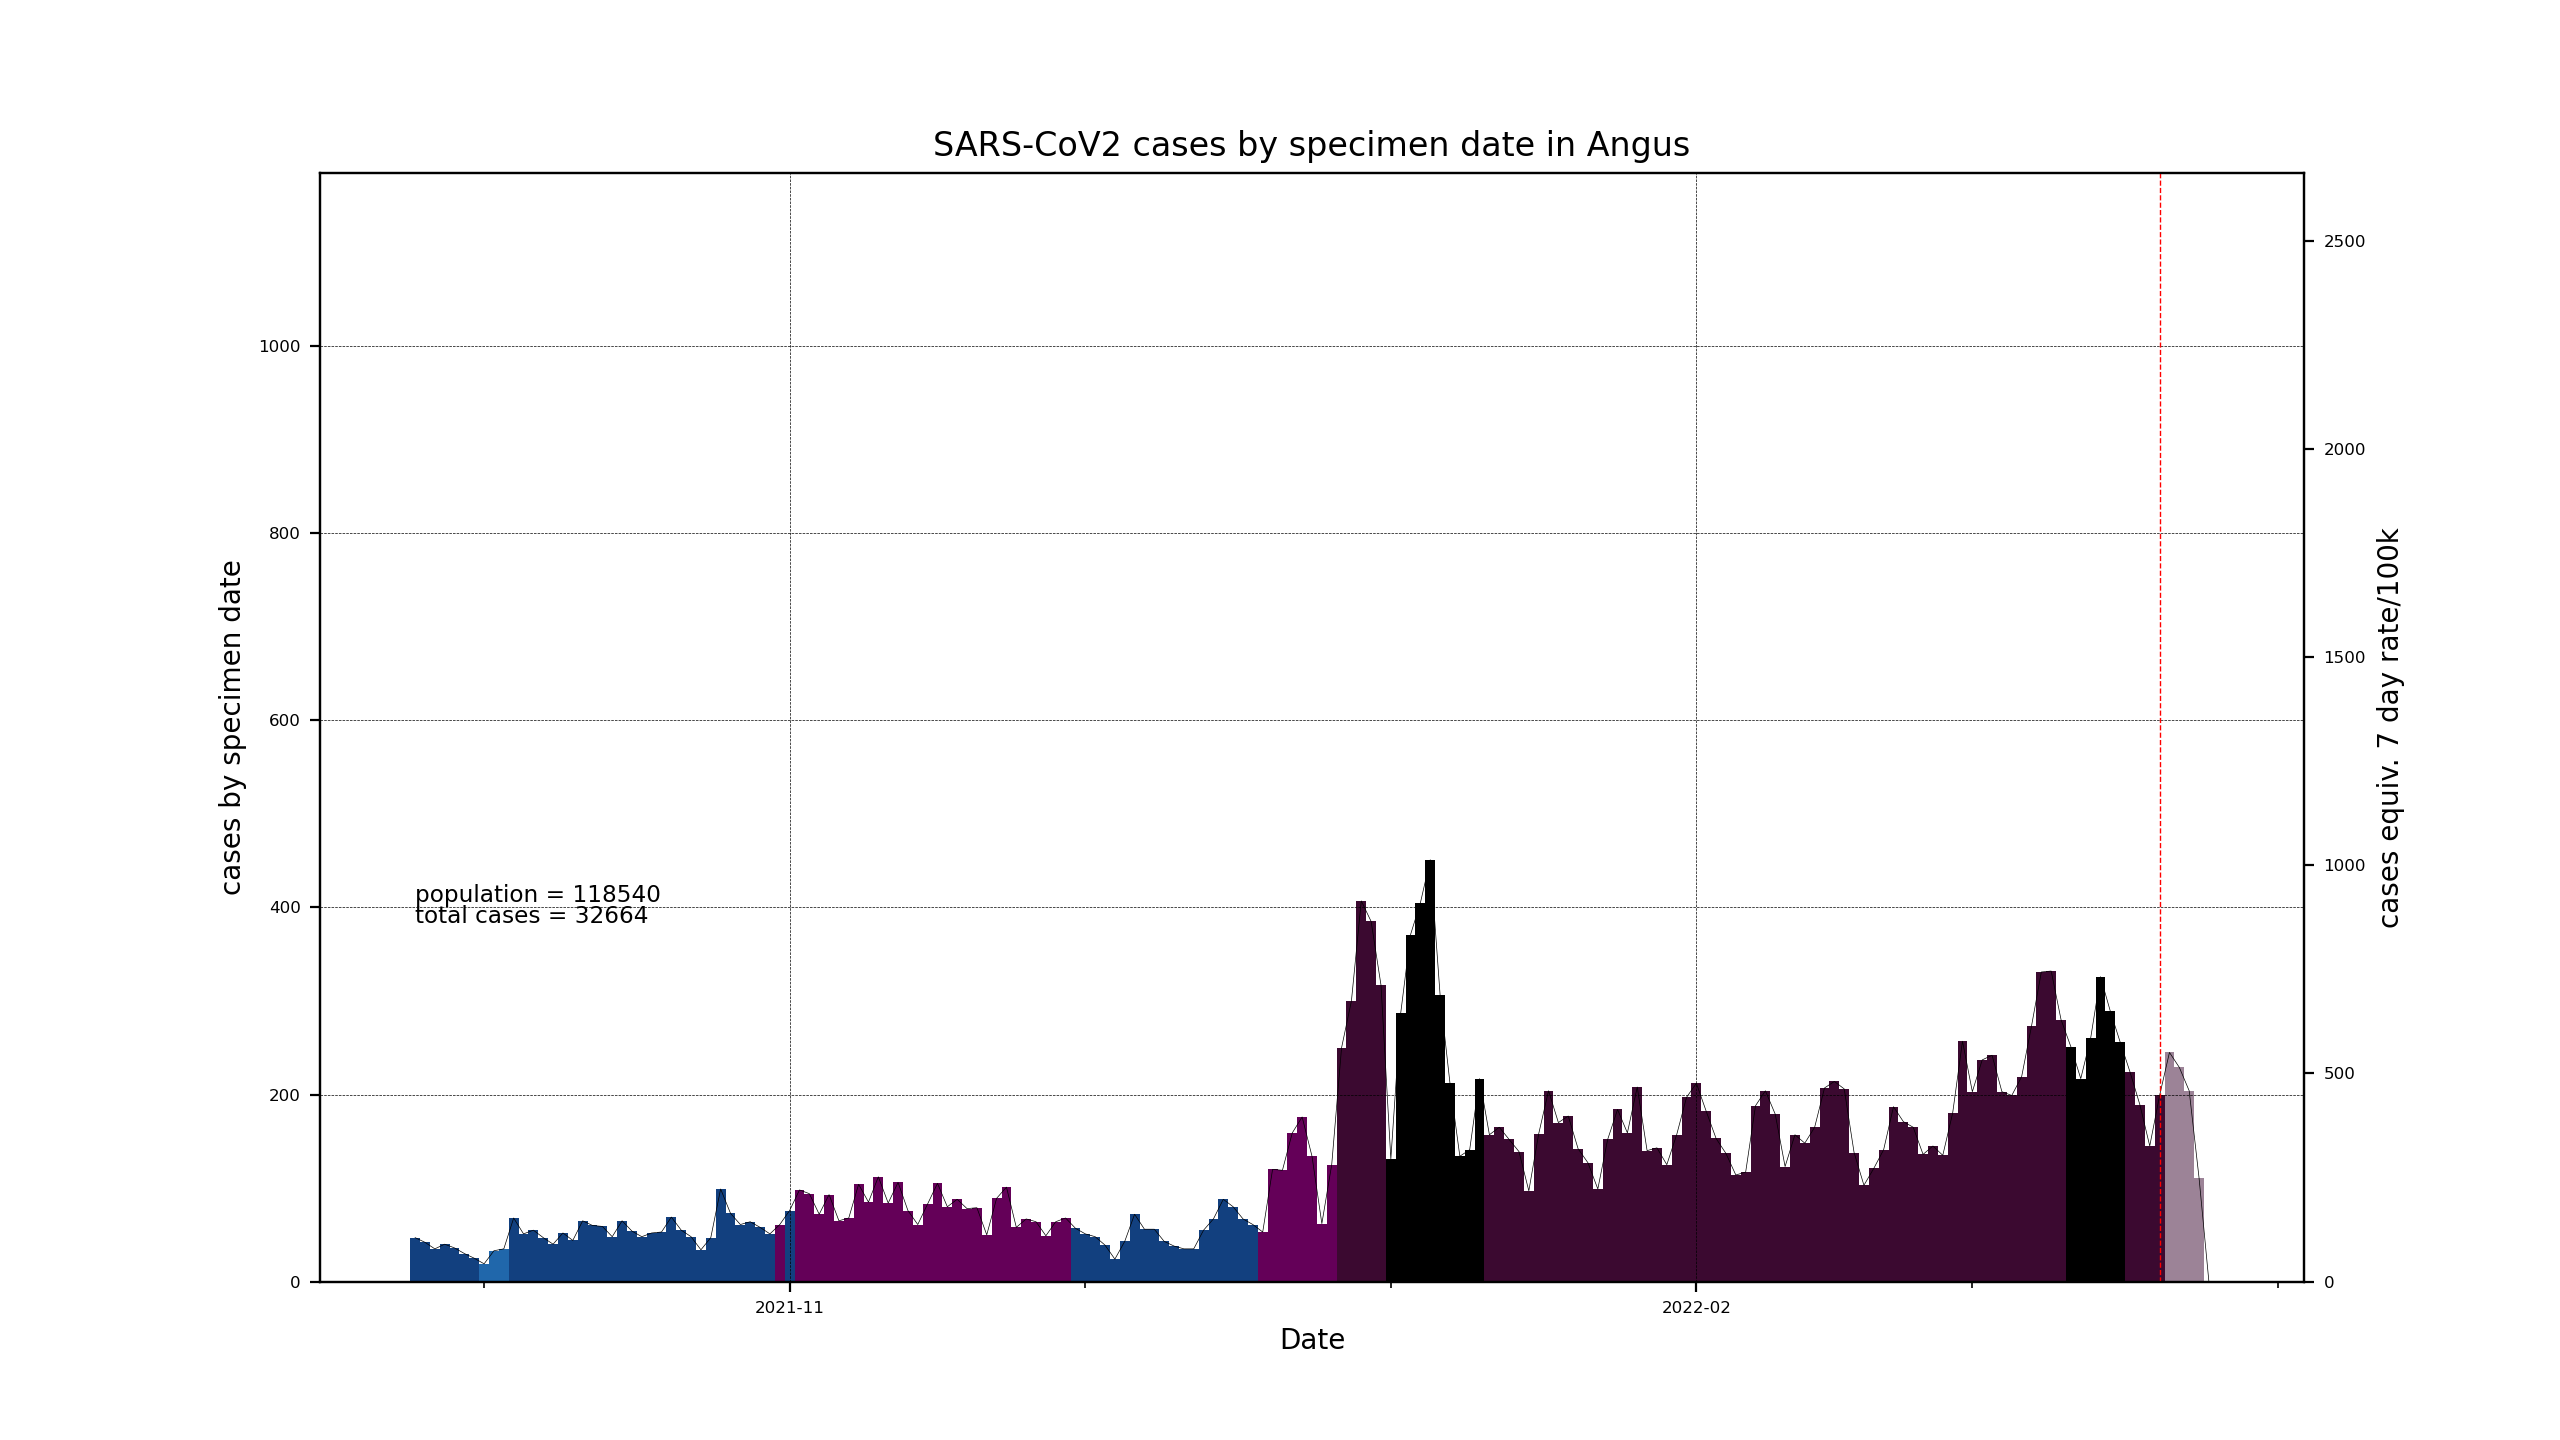 SARS-CoV2 cases by specimen date in Angus
cases by specimen date
1000
800
600
400
200
0
population = 118540
total cases = 32664
2500
2000
1500
1000
500
0
cases equiv. 7 day rate/100k
2021-11
2022-02
Date